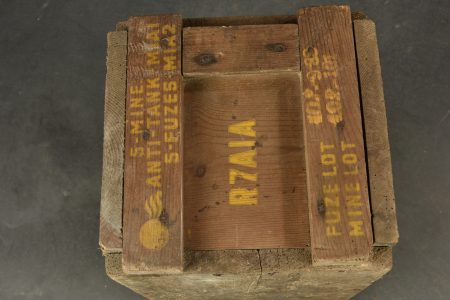 5-MINE
ANTI-TANK M1A1
5-FUZES M1A2
R7A1A
FUZE LOT
MINE LOT